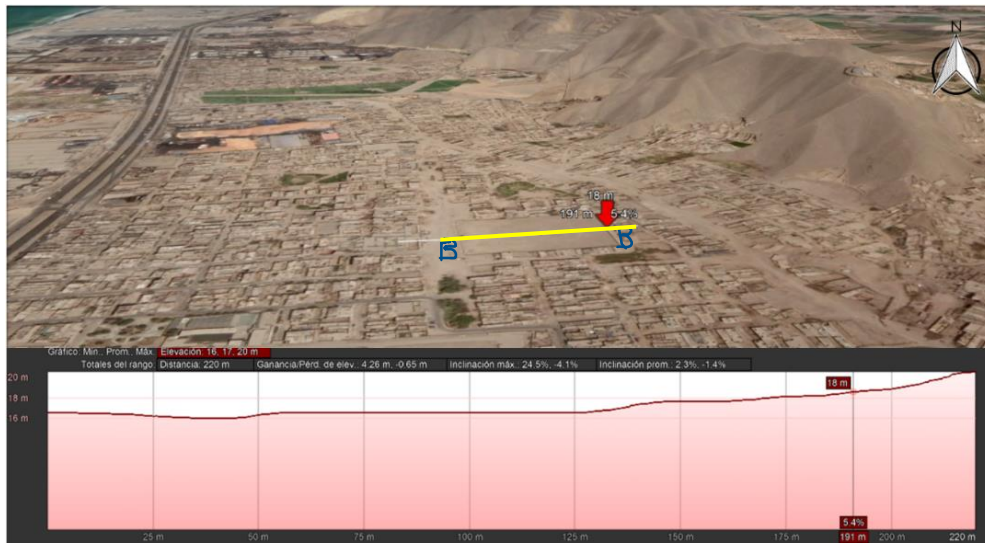 N
18 m
191 m 5.4%
B B
Gráfico: Min., Prom., Máx. Elevación: 16, 17, 20 m
Totales del rango: Distancia: 220 m Ganancia/Pérd. de elev.: 4.26 m, -0.65 m Inclinación máx.: 24.5%, -4.1% Inclinación prom.: 2.3%, -1.4%
20 m
18 m
18 m
16 m
5.4%
25 m 50 m 75 m 100 m 125 m 150 m 175 m 191 m 200 m 220 m